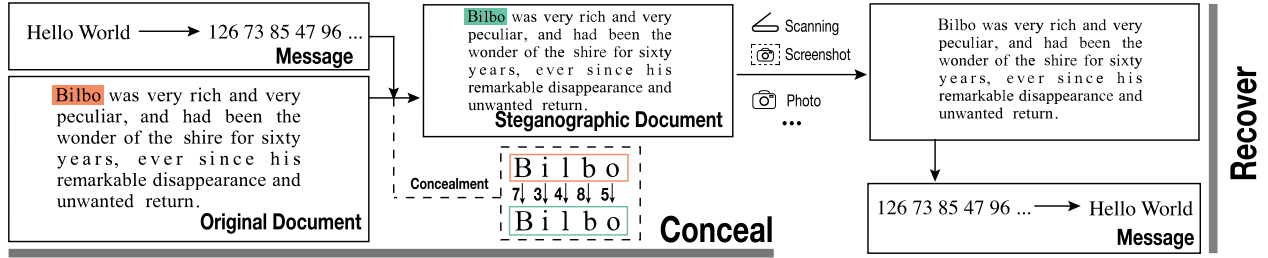 Hello World → 126 73 85 47 96 ...
Message
Bilbo was very rich and very
peculiar, and had been the
wonder of the shire for sixty
years, ever since his
remarkable disappearance and
unwanted return.
Original Document
Bilbo was very rich and very
peculiar, and had been the
wonder of the shire for sixty
years, ever since his
remarkable disappearance and
unwanted return.
Steganographic Document
Concealment
Bilbo
7 3 4 8 5
Bilbo
Conceal
Scanning
Screenshot
Photo
...
Bilbo was very rich and very
peculiar, and had been the
wonder of the shire for sixty
years, ever since his
remarkable disappearance and
unwanted return.
126 73 85 47 96 ... → Hello World
Message
Recover